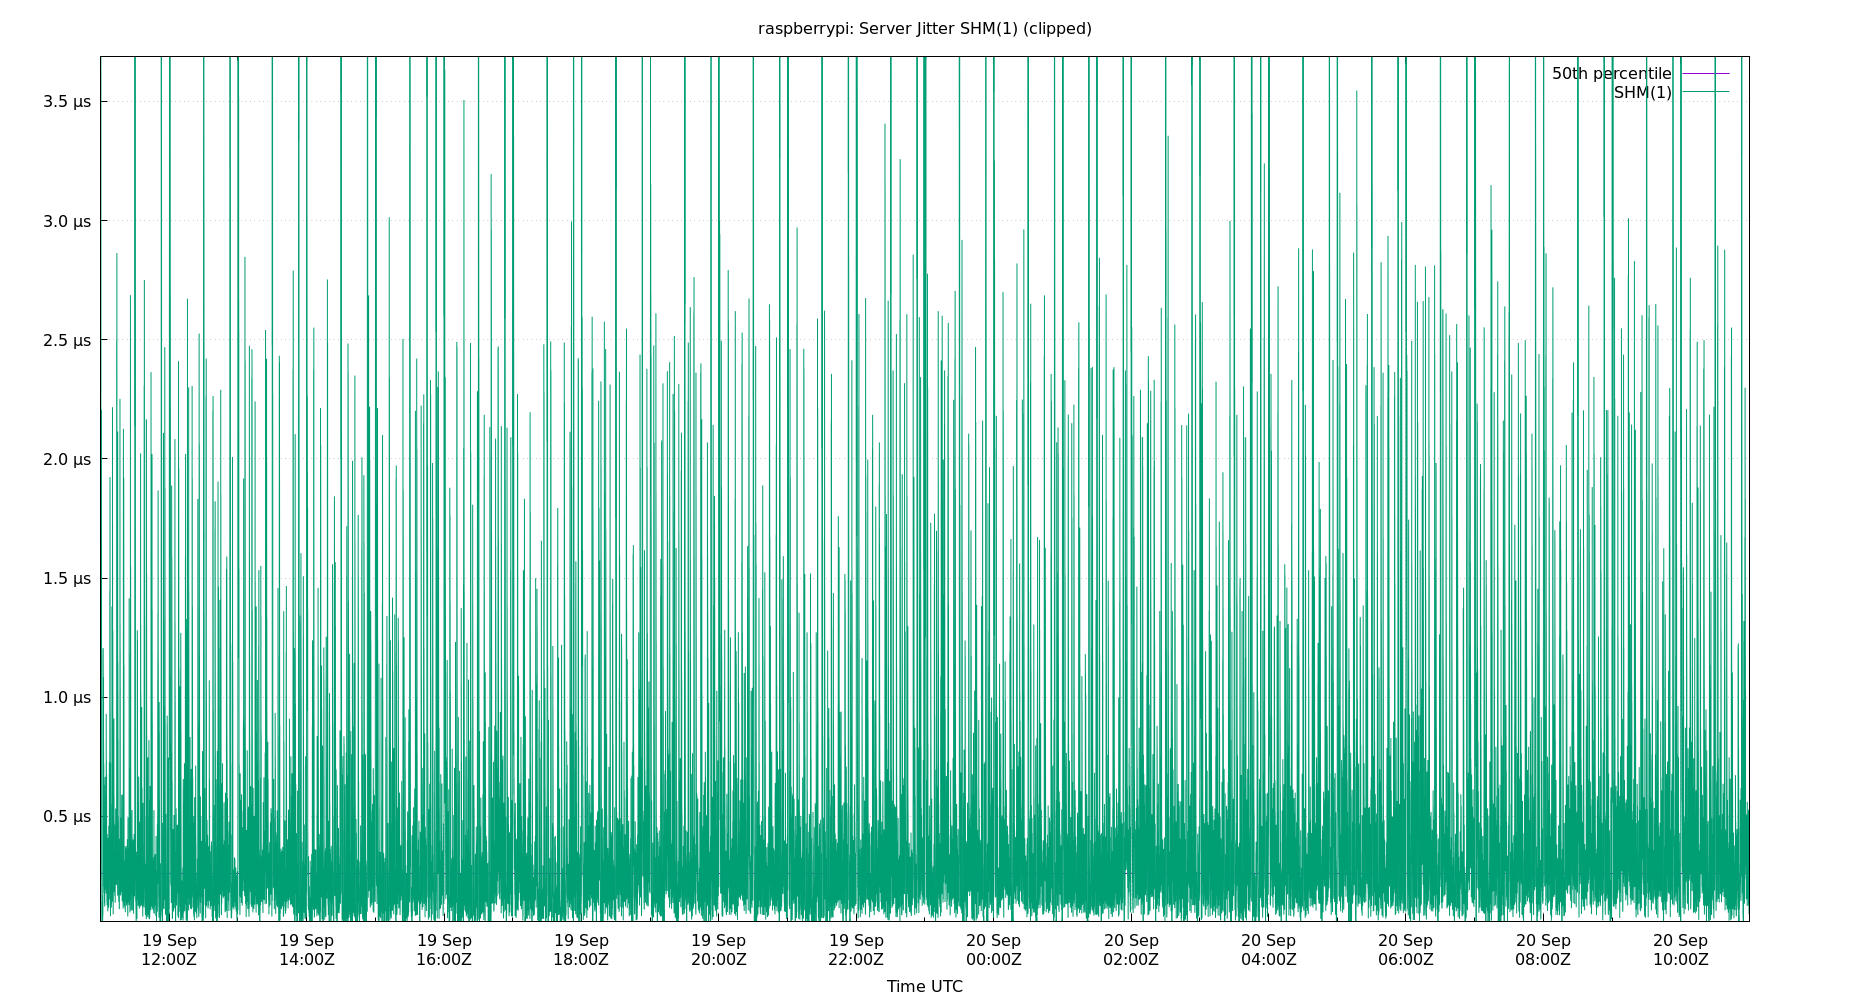 raspberrypi: Server Jitter SHM(1) (clipped)
50th percentile
SHM(1)
3.5 µs
3.0 µs
2.5 µs
2.0 µs
1.5 µs
1.0 µs
0.5 µs
19 Sep 19 Sep 19 Sep 19 Sep 19 Sep 19 Sep 20 Sep 20 Sep 20 Sep 20 Sep 20 Sep 20 Sep
12:00Z 14:00Z 16:00Z 18:00Z 20:00Z 22:00Z 00:00Z 02:00Z 04:00Z 06:00Z 08:00Z 10:00Z
Time UTC